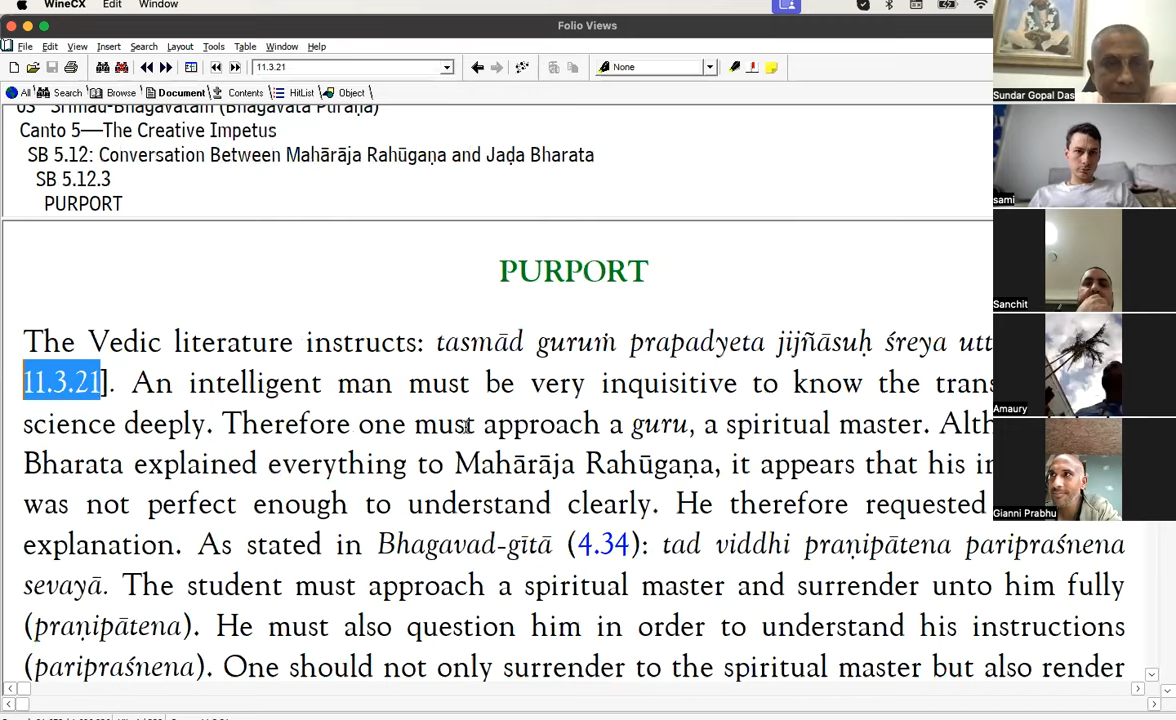 WineCX Edit Window
Folio Views
File Edit View Insert Search Layout Tools Table Window Help
11.3.21 None
All Search Browse Document Contents HitList Object
03 Srimad-Bhagavatam (Bhāgavata Purāṇa)
Canto 5—The Creative Impetus
SB 5.12: Conversation Between Mahārāja Rahūgaṇa and Jaḍa Bharata
SB 5.12.3
PURPORT
PURPORT
The Vedic literature instructs: tasmād guruṁ prapadyeta jijñāsuḥ śreya utt
11.3.21]. An intelligent man must be very inquisitive to know the trans
science deeply. Therefore one must approach a guru, a spiritual master. Alth
Bharata explained everything to Mahārāja Rahūgaṇa, it appears that his in
was not perfect enough to understand clearly. He therefore requested
explanation. As stated in Bhagavad-gītā (4.34): tad viddhi praṇipātena paripraśnena
sevayā. The student must approach a spiritual master and surrender unto him fully
(praṇipātena). He must also question him in order to understand his instructions
(paripraśnena). One should not only surrender to the spiritual master but also render
Sundar Gopal Das
sami
Sanchit
Amaury
Gianni Prabhu